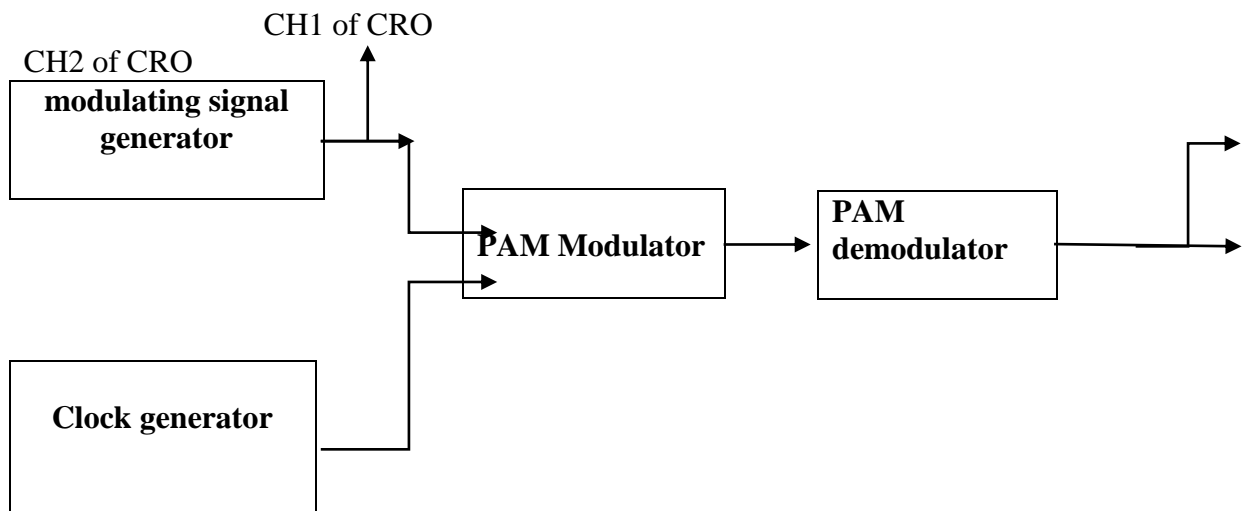 CH1 of CRO
CH2 of CRO
modulating signal
generator
PAM Modulator
PAM
demodulator
Clock generator